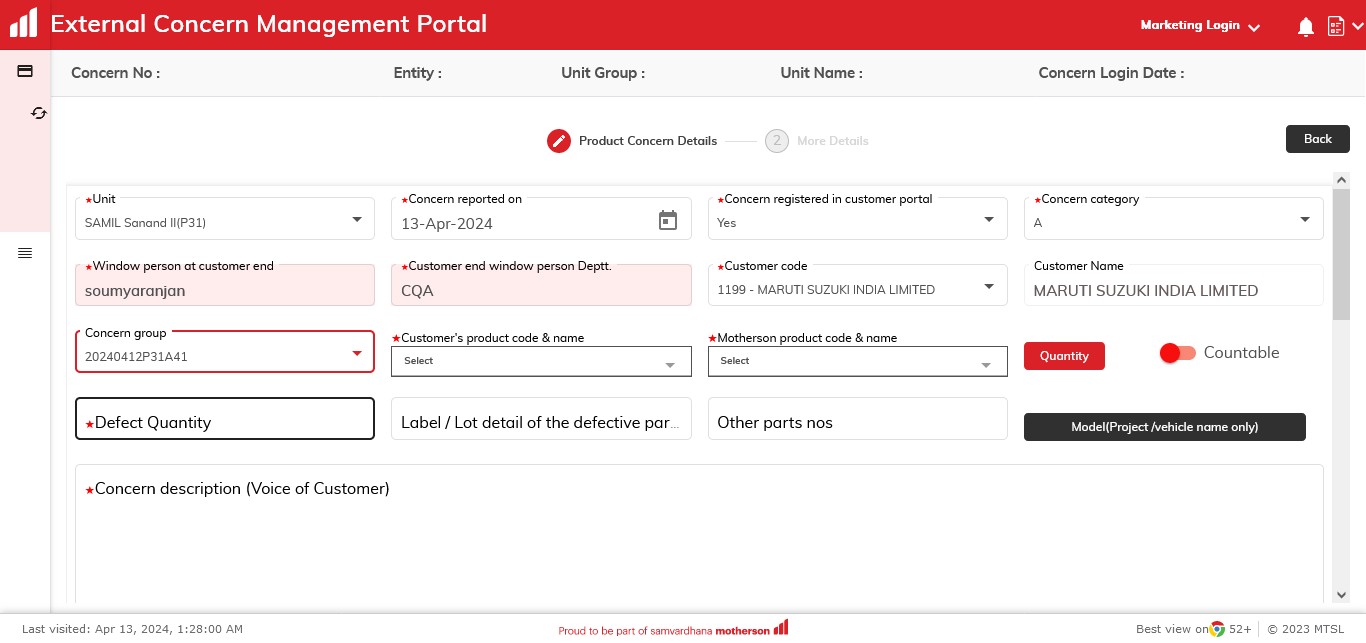 External Concern Management Portal
Marketing Login
Concern No : Entity : Unit Group : Unit Name : Concern Login Date :
Product Concern Details 2 More Details
Back
★Unit ★Concern reported on ★Concern registered in customer portal ★Concern category
SAMIL Sanand II(P31) 13-Apr-2024 Yes A
★Window person at customer end ★Customer end window person Deptt. ★Customer code Customer Name
soumyaranjan CQA 1199 - MARUTI SUZUKI INDIA LIMITED MARUTI SUZUKI INDIA LIMITED
Concern group ★Customer's product code & name ★Motherson product code & name
20240412P31A41 Select Select Quantity Countable
★Defect Quantity Label / Lot detail of the defective par... Other parts nos Model(Project /vehicle name only)
★Concern description (Voice of Customer)
Last visited: Apr 13, 2024, 1:28:00 AM Proud to be part of samvardhana motherson Best view on 52+ © 2023 MTSL